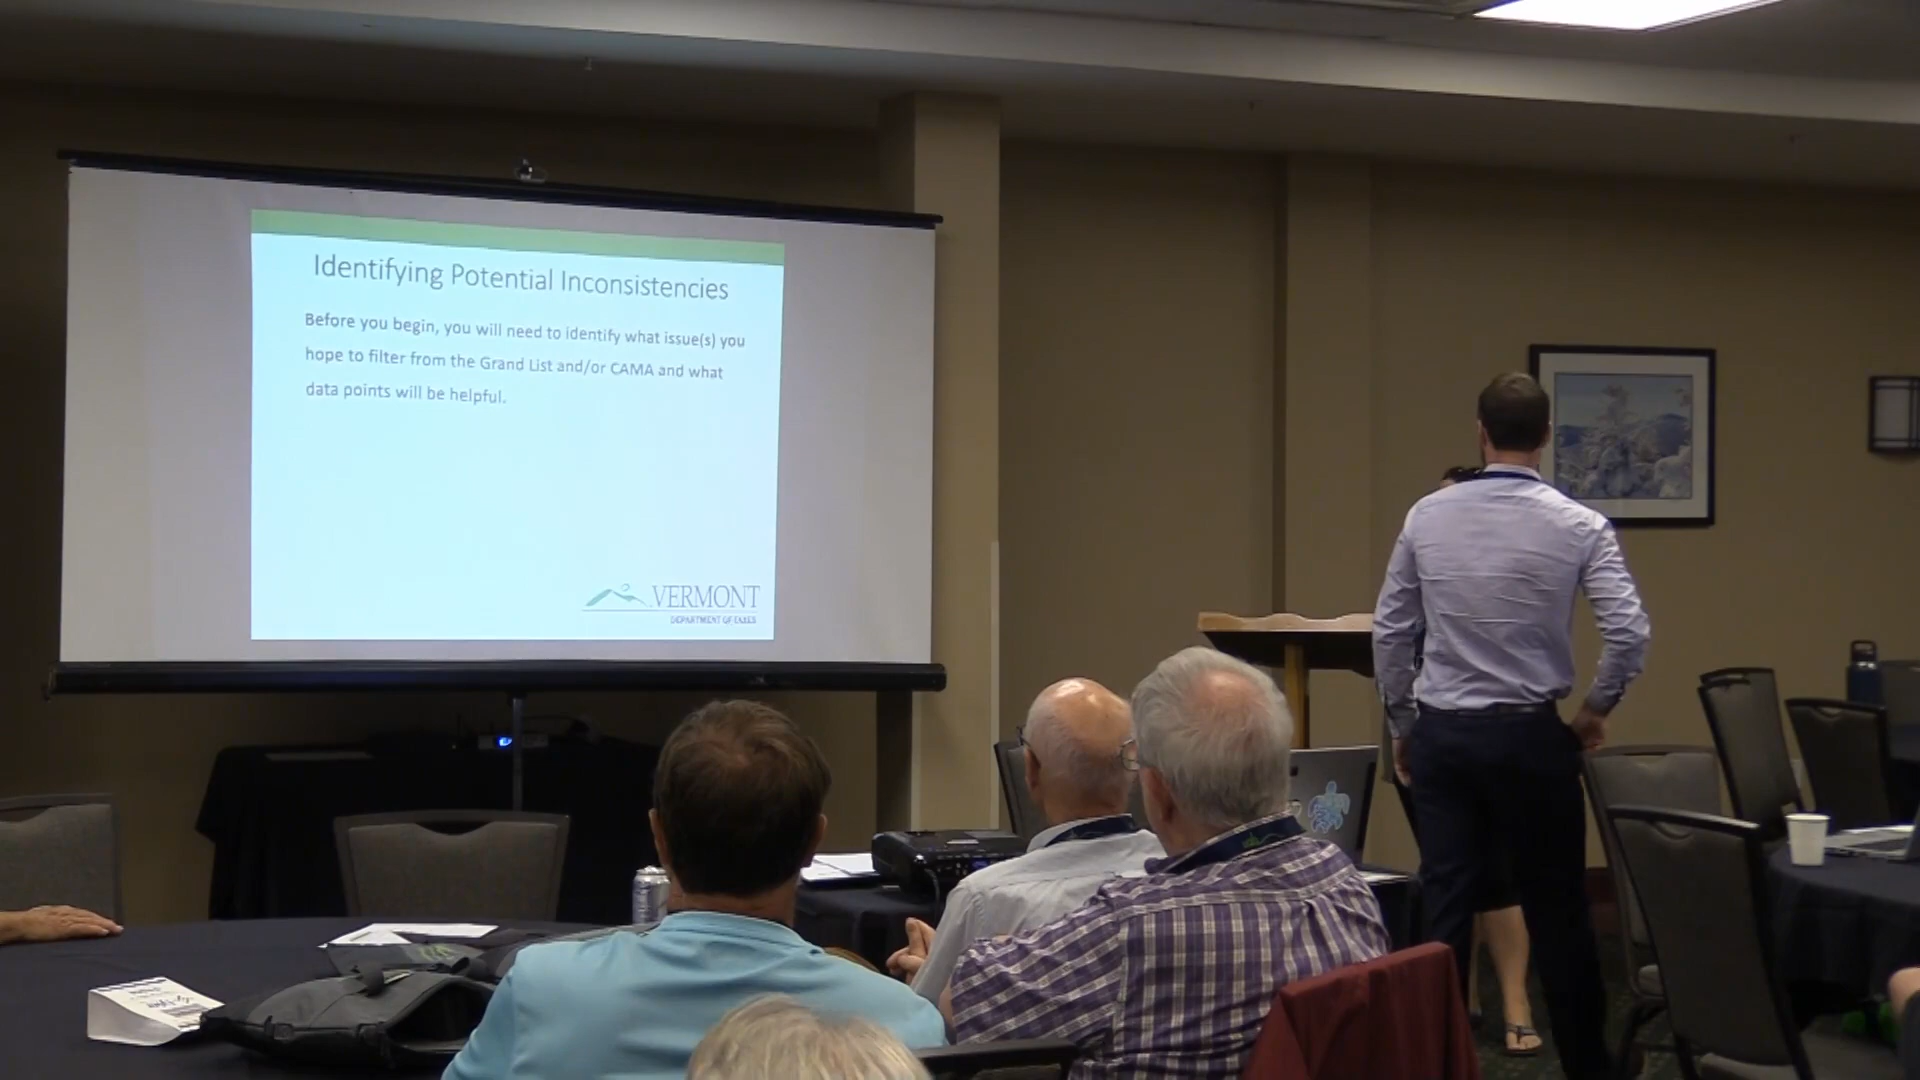 Identifying Potential Inconsistencies
Before you begin, you will need to identify what issue(s) you
hope to filter from the Grand List and/or CAMA and what
data points will be helpful.
VERMONT
DEPARTMENT OF TAXES